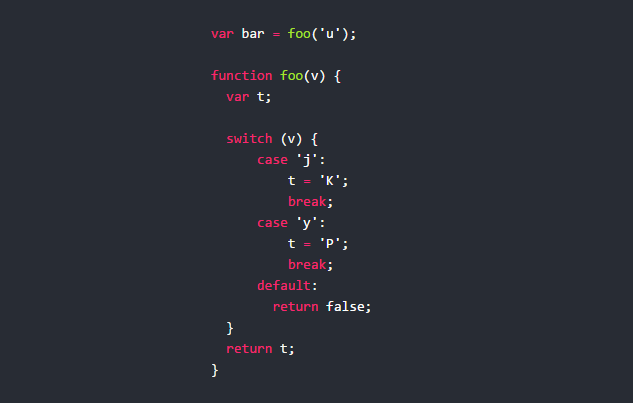 var bar = foo('u');
function foo(v) {
var t;
switch (v) {
case 'j':
t = 'K';
break;
case 'y':
t = 'P';
break;
default:
return false;
}
return t;
}